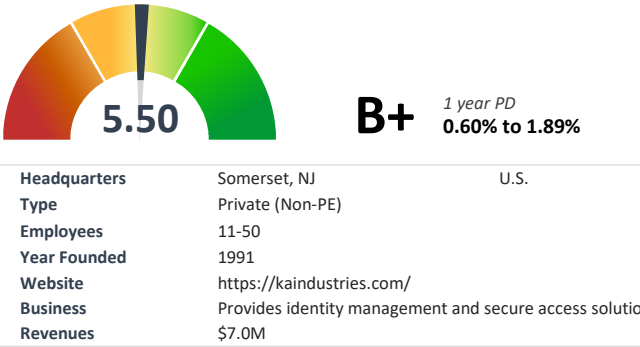 5.50
B+
1 year PD
0.60% to 1.89%
Headquarters Somerset, NJ U.S.
Type Private (Non-PE)
Employees 11-50
Year Founded 1991
Website https://kaindustries.com/
Business Provides identity management and secure access solutio
Revenues $7.0M